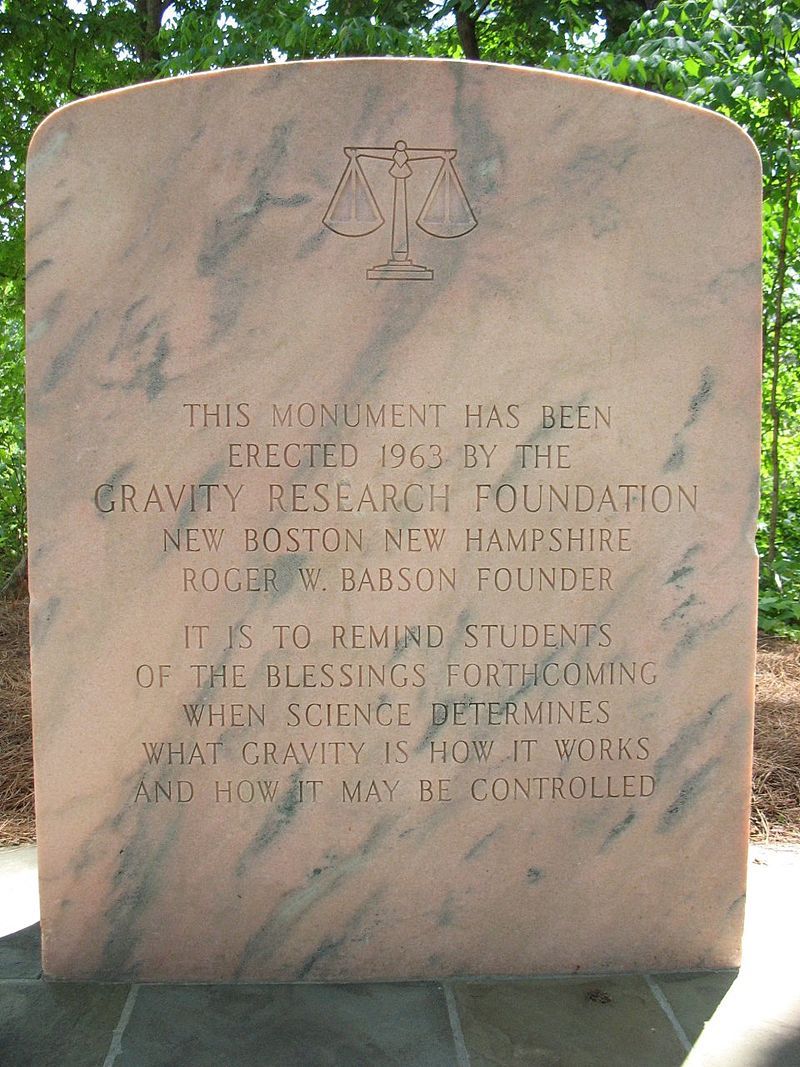 THIS MONUMENT HAS BEEN
ERECTED 1963 BY THE
GRAVITY RESEARCH FOUNDATION
NEW BOSTON NEW HAMPSHIRE
ROGER W. BABSON FOUNDER
IT IS TO REMIND STUDENTS
OF THE BLESSINGS FORTHCOMING
WHEN SCIENCE DETERMINES
WHAT GRAVITY IS HOW IT WORKS
AND HOW IT MAY BE CONTROLLED